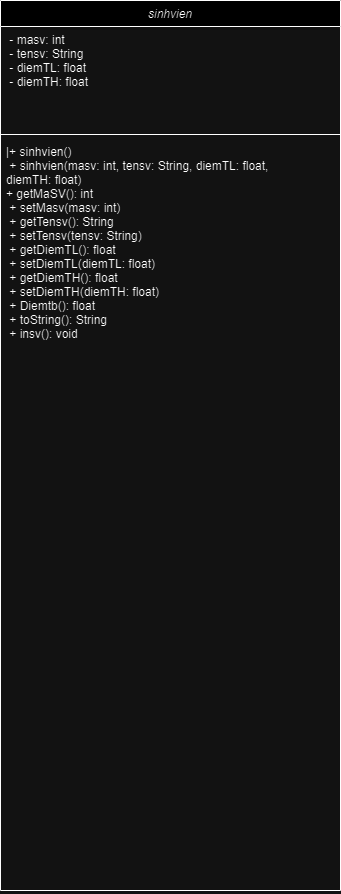 sinhvien
- masv: int
- tensv: String
- diemTL: float
- diemTH: float
|+ sinhvien()
+ sinhvien(masv: int, tensv: String, diemTL: float,
diemTH: float)
+ getMaSV(): int
+ setMasv(masv: int)
+ getTensv(): String
+ setTensv(tensv: String)
+ getDiemTL(): float
+ setDiemTL(diemTL: float)
+ getDiemTH(): float
+ setDiemTH(diemTH: float)
+ Diemtb(): float
+ toString(): String
+ insv(): void